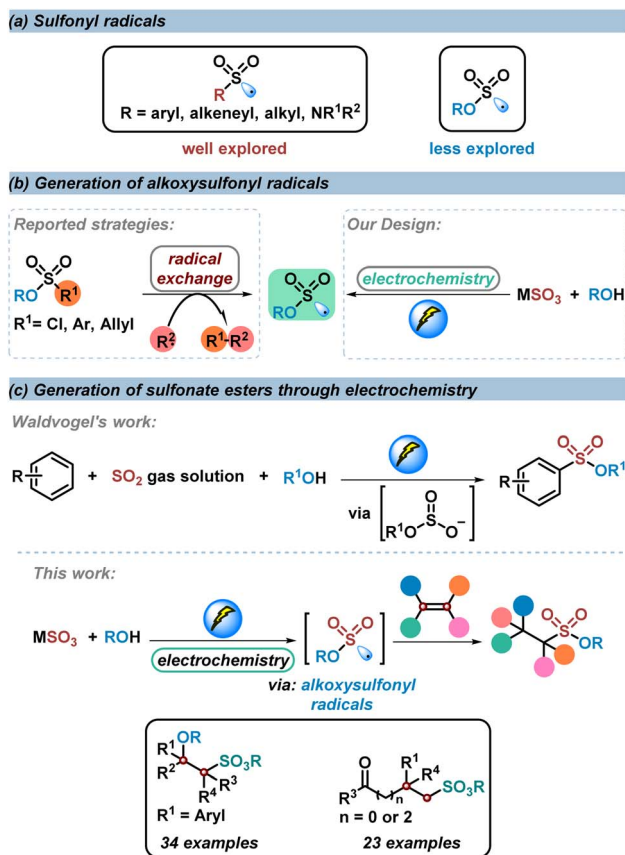 (a) Sulfonyl radicals
O O
S
R
R = aryl, alkeneyl, alkyl, NR¹R²
O O
S
RO
well explored
less explored
(b) Generation of alkoxysulfonyl radicals
Reported strategies:
Our Design:
O O
S
RO R¹
R¹= Cl, Ar, Allyl
radical
exchange
R²
R¹-R²
O O
S
RO
electrochemistry
MSO₃ + ROH
(c) Generation of sulfonate esters through electrochemistry
Waldvogel's work:
R
+ SO₂ gas solution + R¹OH
via
O
R¹O S O⁻
O O
S
OR¹
R
This work:
MSO₃ + ROH
electrochemistry
O O
S
RO
via: alkoxysulfonyl
radicals
O O
S
OR
OR
R¹
R²
SO₃R
R³
R⁴
R¹ = Aryl
34 examples
O
R³
n
R¹
R⁴
SO₃R
n = 0 or 2
23 examples